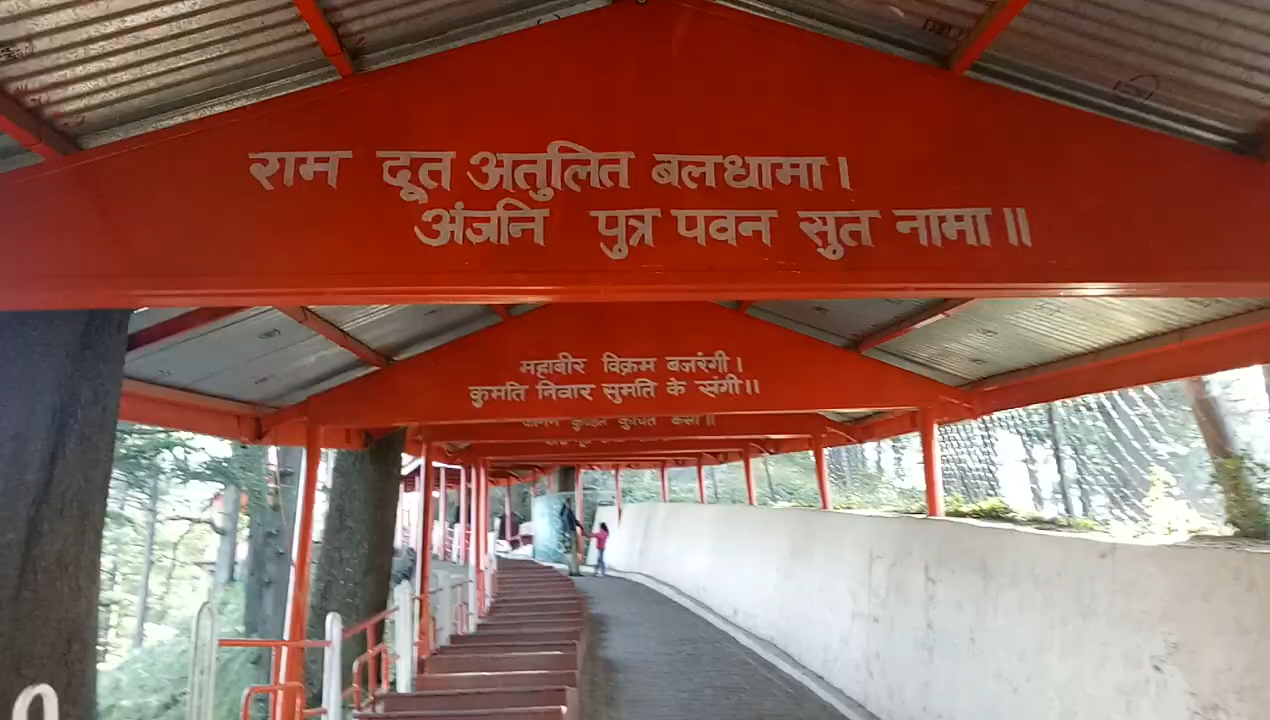 राम दूत अतुलित बलधामा।
अंजनि पुत्र पवन सुत नामा॥
महाबीर विक्रम बजरंगी।
कुमति निवार सुमति के संगी।।